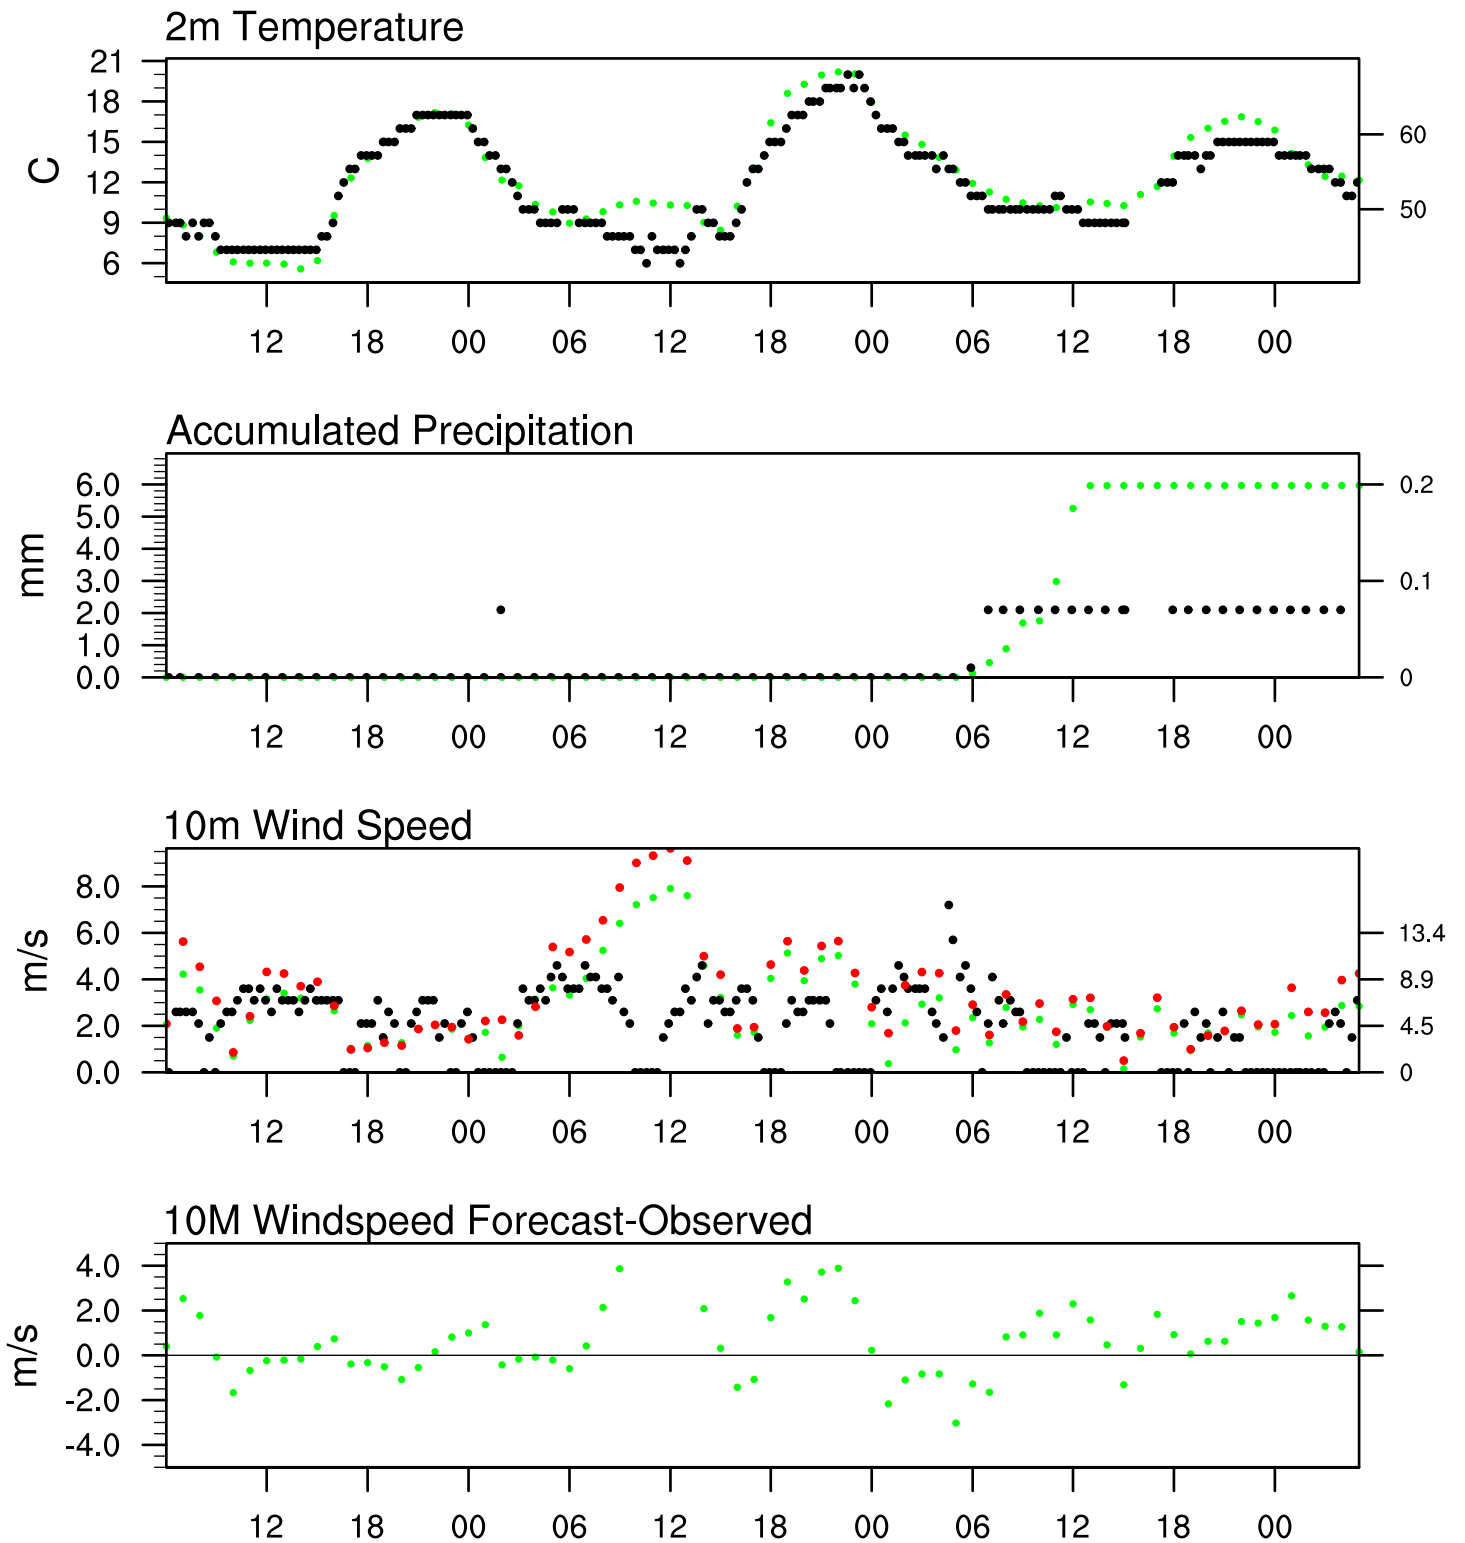 2m Temperature
21
18
15
12
9
6
C
60
50
12 18 00 06 12 18 00 06 12 18 00
Accumulated Precipitation
6.0
5.0
4.0
3.0
2.0
1.0
0.0
mm
0.2
0.1
0
12 18 00 06 12 18 00 06 12 18 00
10m Wind Speed
8.0
6.0
4.0
2.0
0.0
m/s
13.4
8.9
4.5
0
12 18 00 06 12 18 00 06 12 18 00
10M Windspeed Forecast-Observed
4.0
2.0
0.0
-2.0
-4.0
m/s
12 18 00 06 12 18 00 06 12 18 00